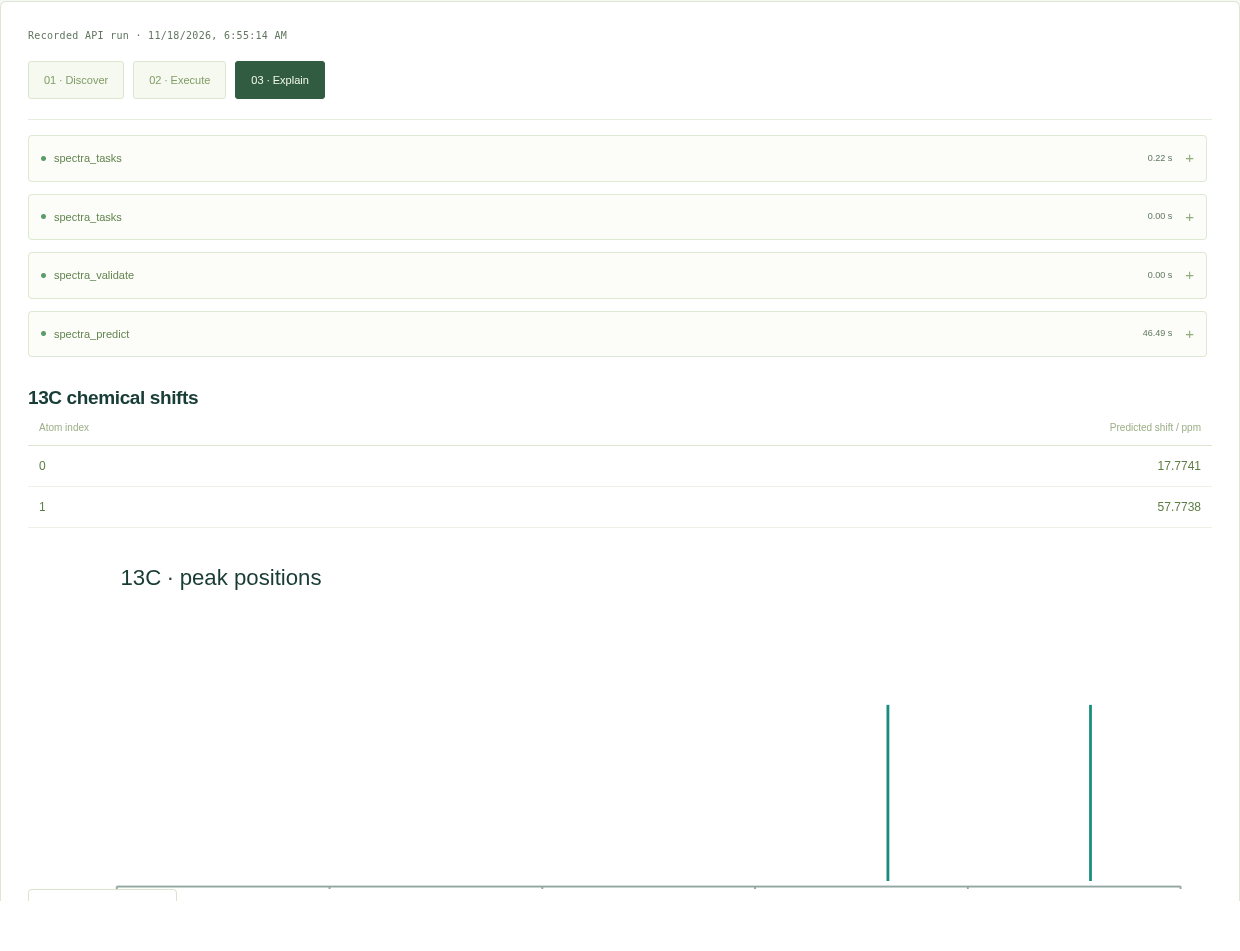 Recorded API run · 11/18/2026, 6:55:14 AM
01 · Discover 02 · Execute 03 · Explain
spectra_tasks 0.22 s +
spectra_tasks 0.00 s +
spectra_validate 0.00 s +
spectra_predict 46.49 s +
13C chemical shifts
Atom index Predicted shift / ppm
0 17.7741
1 57.7738
13C · peak positions